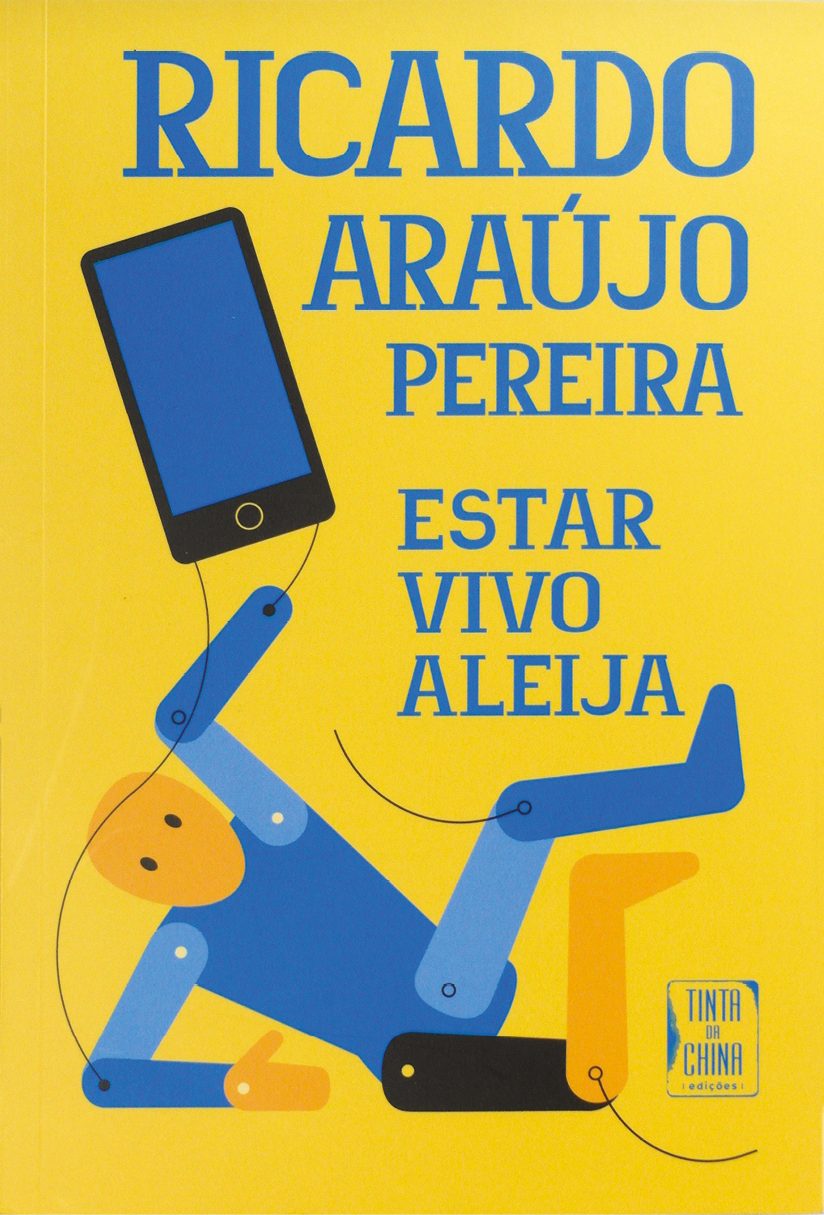 RICARDO
ARAÚJO
PEREIRA
ESTAR
VIVO
ALEIJA
TINTA
DA
CHINA
edições